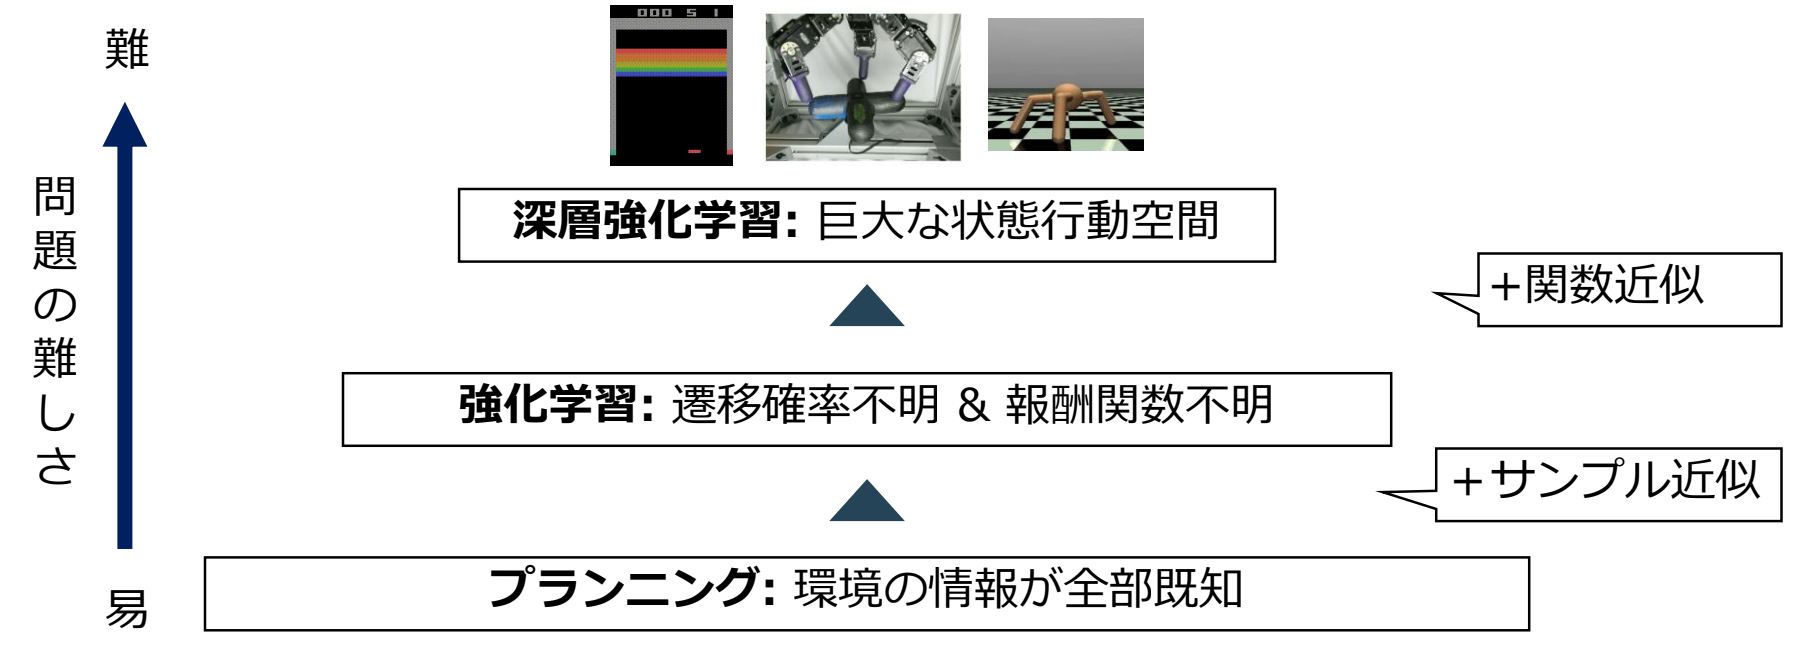 000 5 1
難
問題の難しさ
易
深層強化学習: 巨大な状態行動空間
+関数近似
強化学習: 遷移確率不明 & 報酬関数不明
+サンプル近似
プランニング: 環境の情報が全部既知